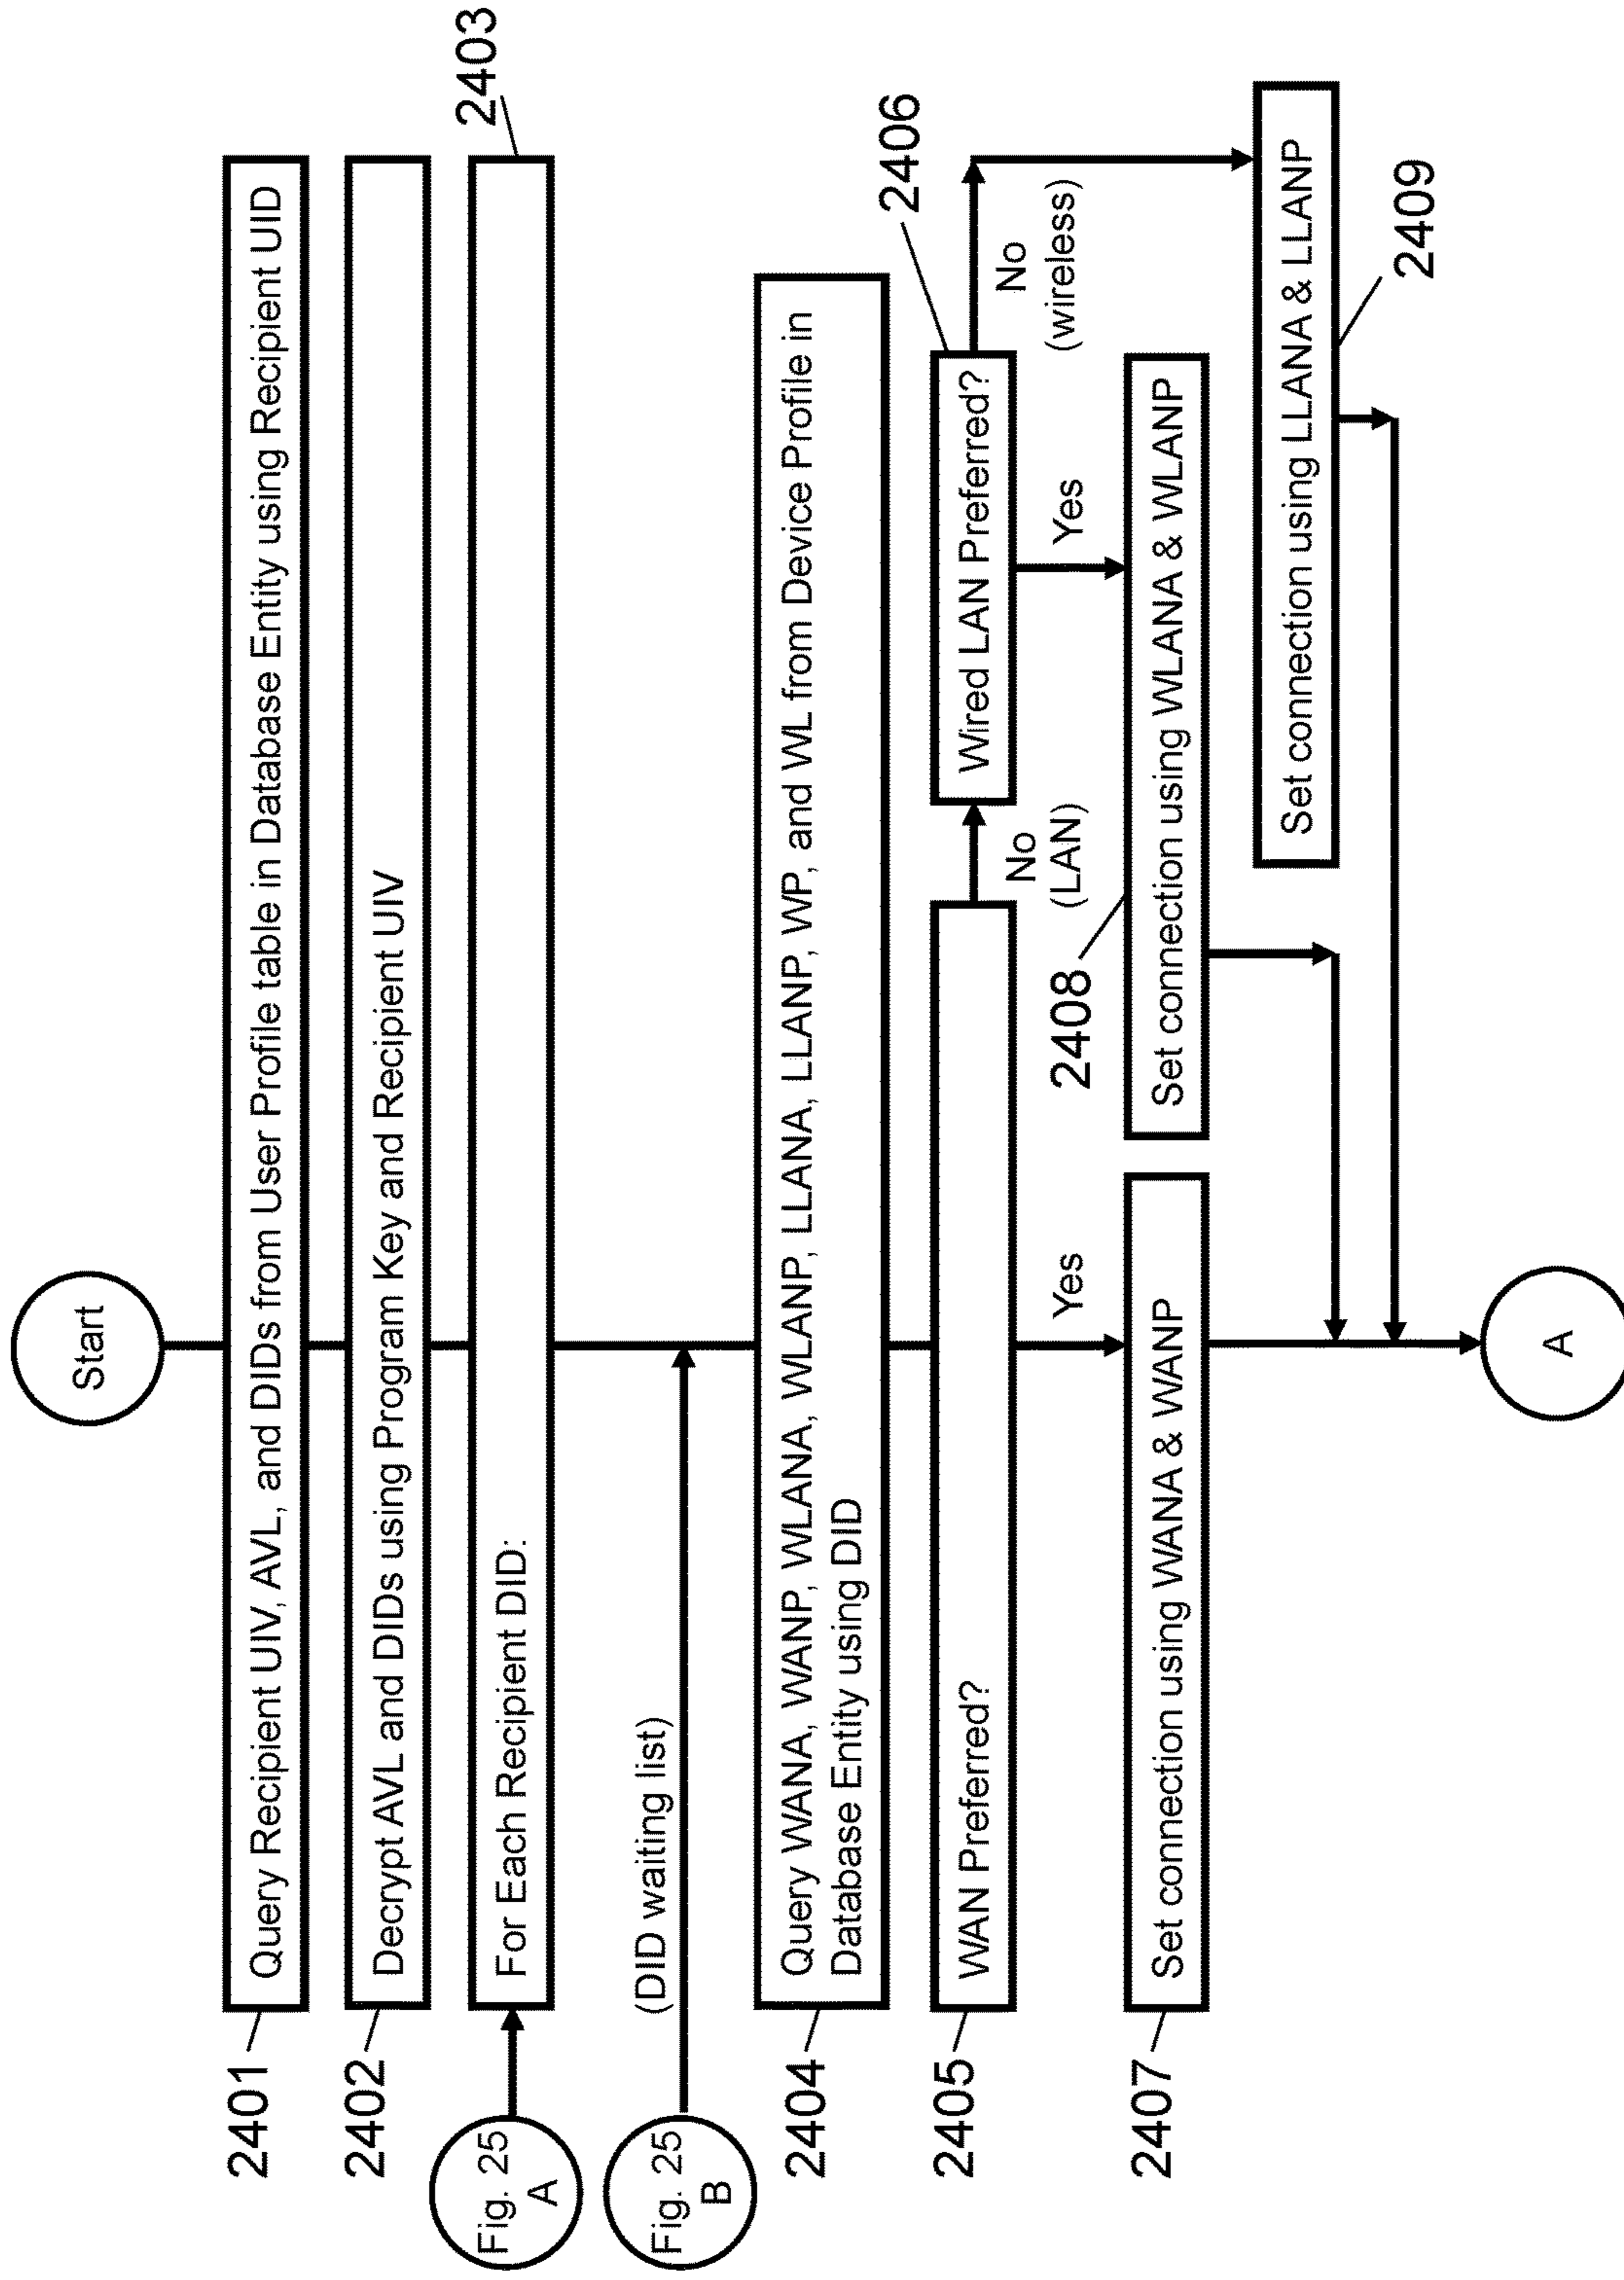 Start
2401
Query Recipient UIV, AVL, and DIDs from User Profile table in Database Entity using Recipient UID
2402
Decrypt AVL and DIDs using Program Key and Recipient UIV
Fig. 25
A
For Each Recipient DID:
2403
Fig. 25
B
(DID waiting list)
2404
Query WANA, WANP, WLANA, WLANP, LLANA, LLANP, WP, and WL from Device Profile in
Database Entity using DID
2405
WAN Preferred?
No
(LAN)
Wired LAN Preferred?
2406
No
(wireless)
Yes
Yes
2407
Set connection using WANA & WANP
2408
Set connection using WLANA & WLANP
Set connection using LLANA & LLANP
2409
A